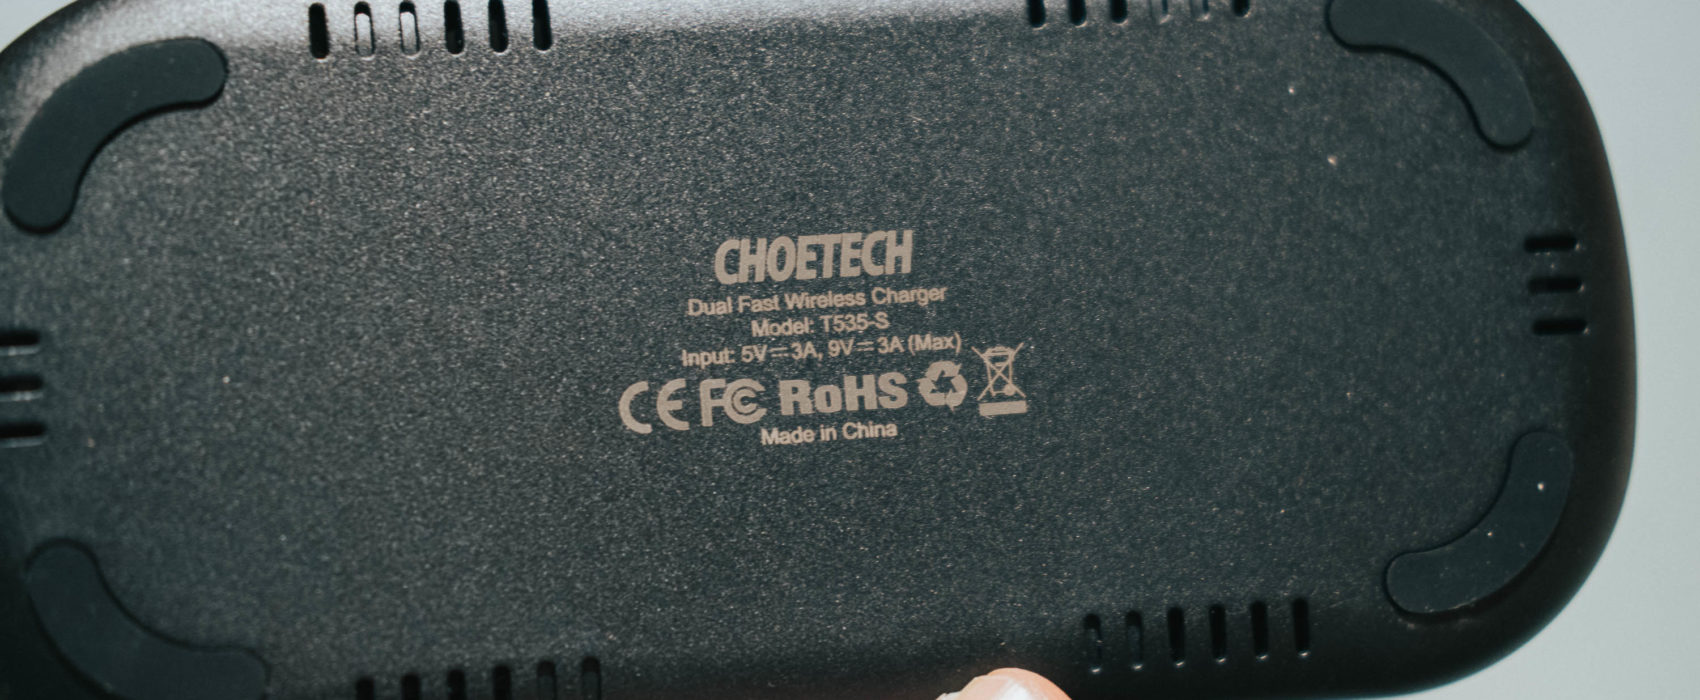 CHOETECH
Dual Fast Wireless Charger
Model: T535-S
Input: 5V⎓3A, 9V⎓3A (Max)
CE FC RoHS
Made in China